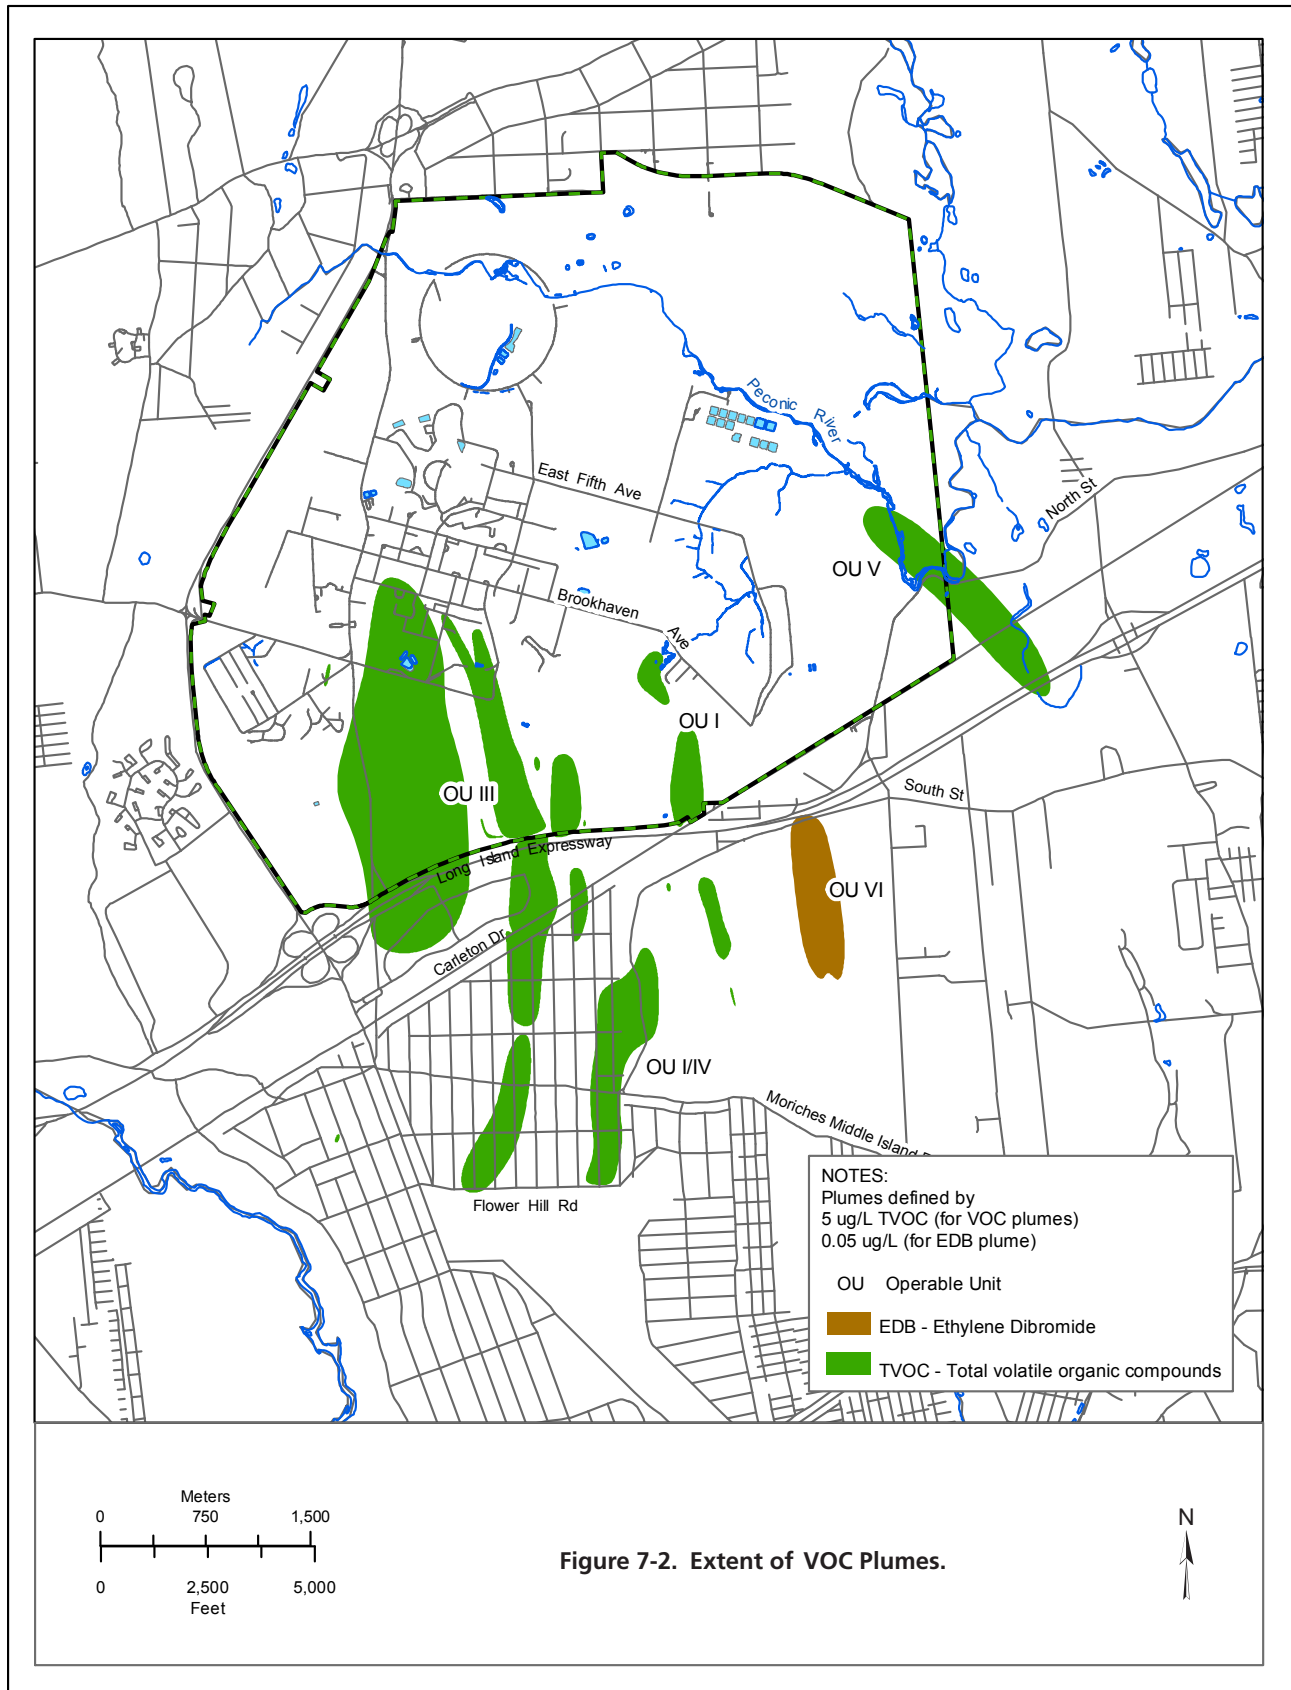 Peconic River
East Fifth Ave
North St
OU V
Brookhaven Ave
OU I
OU III
South St
Long Island Expressway
OU VI
Carleton Dr
OU I/IV
Moriches Middle Island
Flower Hill Rd
NOTES:
Plumes defined by
5 ug/L TVOC (for VOC plumes)
0.05 ug/L (for EDB plume)
OU Operable Unit
EDB - Ethylene Dibromide
TVOC - Total volatile organic compounds
Meters
0 750 1,500
0 2,500 5,000
Feet
Figure 7-2. Extent of VOC Plumes.
N